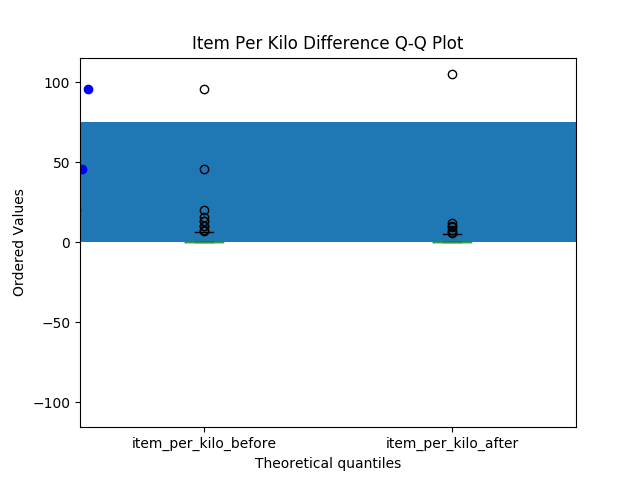 Item Per Kilo Difference Q-Q Plot
100
50
0
−50
−100
Ordered Values
item_per_kilo_before
item_per_kilo_after
Theoretical quantiles